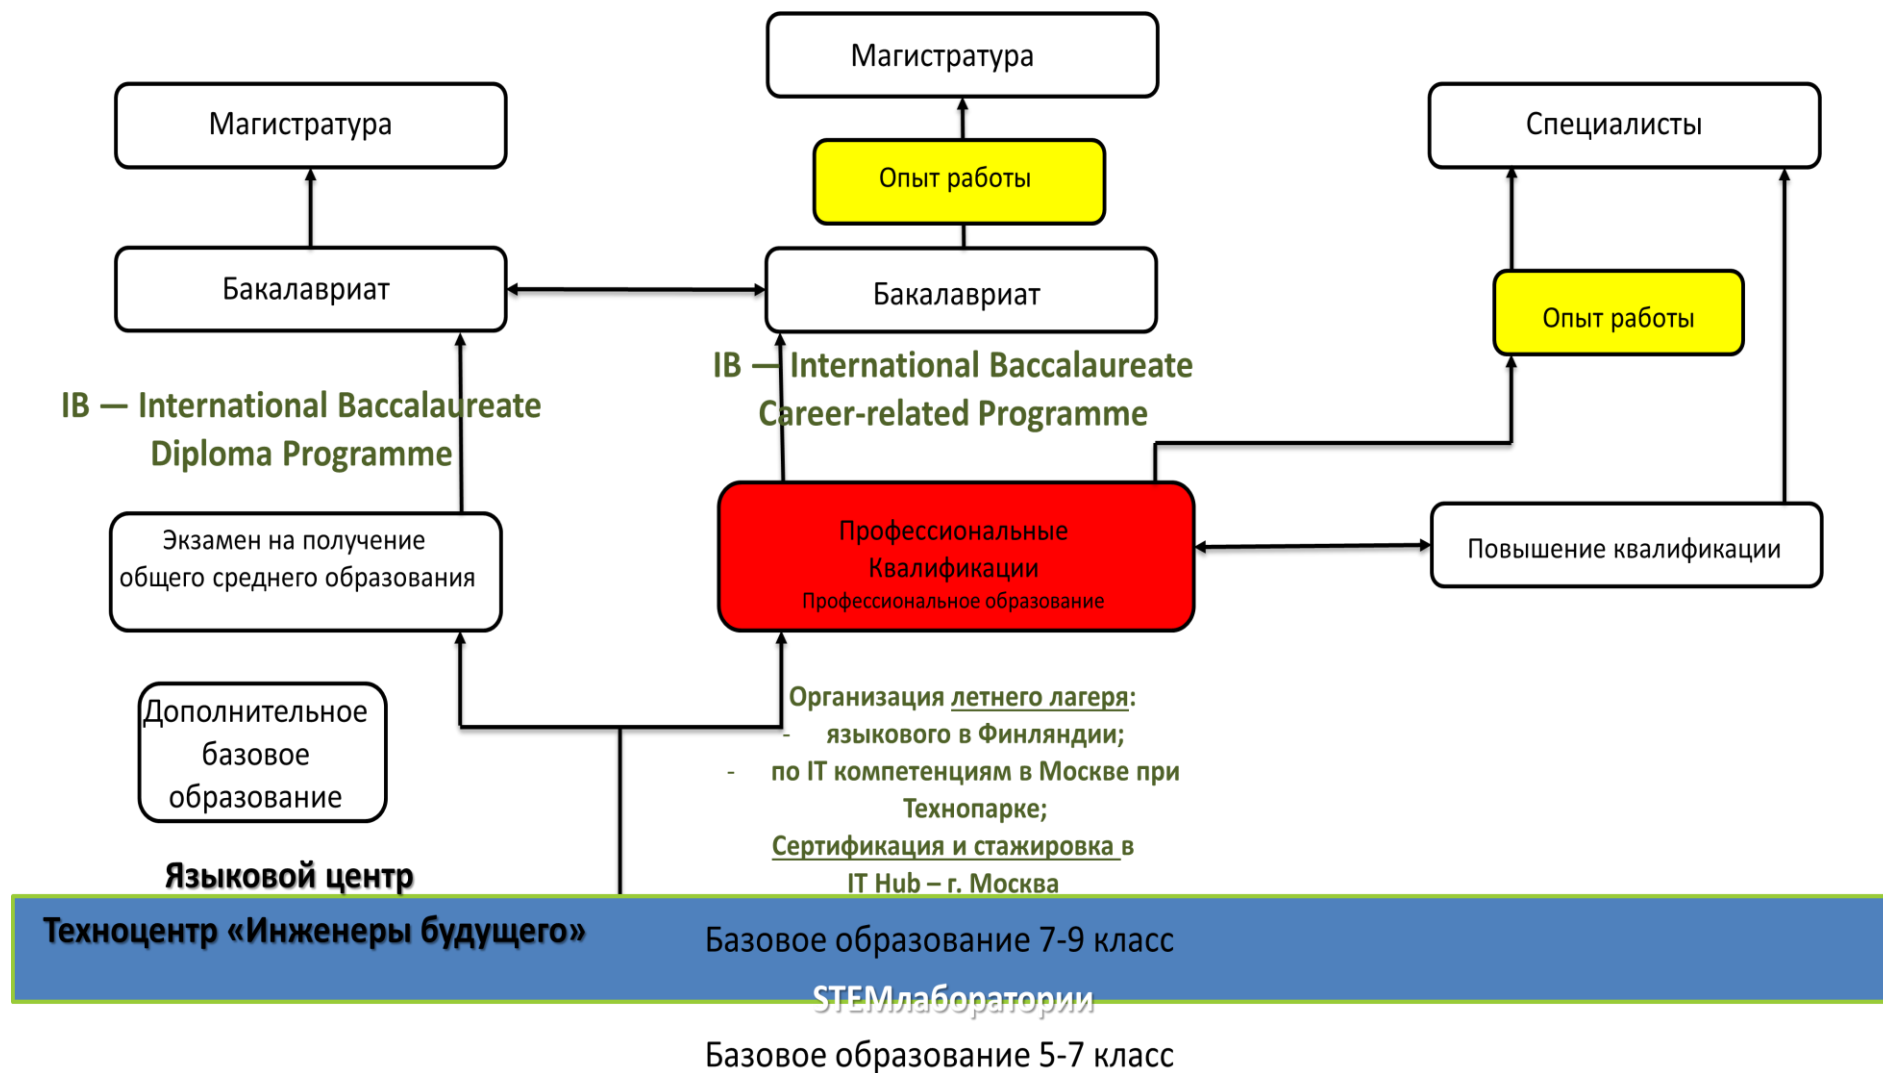 Магистратура
Магистратура
Специалисты
Опыт работы
Бакалавриат
Бакалавриат
Опыт работы
IB — International Baccalaureate
Diploma Programme
IB — International Baccalaureate
Career-related Programme
Экзамен на получение
общего среднего образования
Профессиональные
Квалификации
Профессиональное образование
Повышение квалификации
Дополнительное
базовое
образование
Организация летнего лагеря:
- языкового в Финляндии;
- по IT компетенциям в Москве при
Технопарке;
Сертификация и стажировка в
IT Hub – г. Москва
Языковой центр
Техноцентр «Инженеры будущего»
Базовое образование 7-9 класс
STEMлаборатории
Базовое образование 5-7 класс